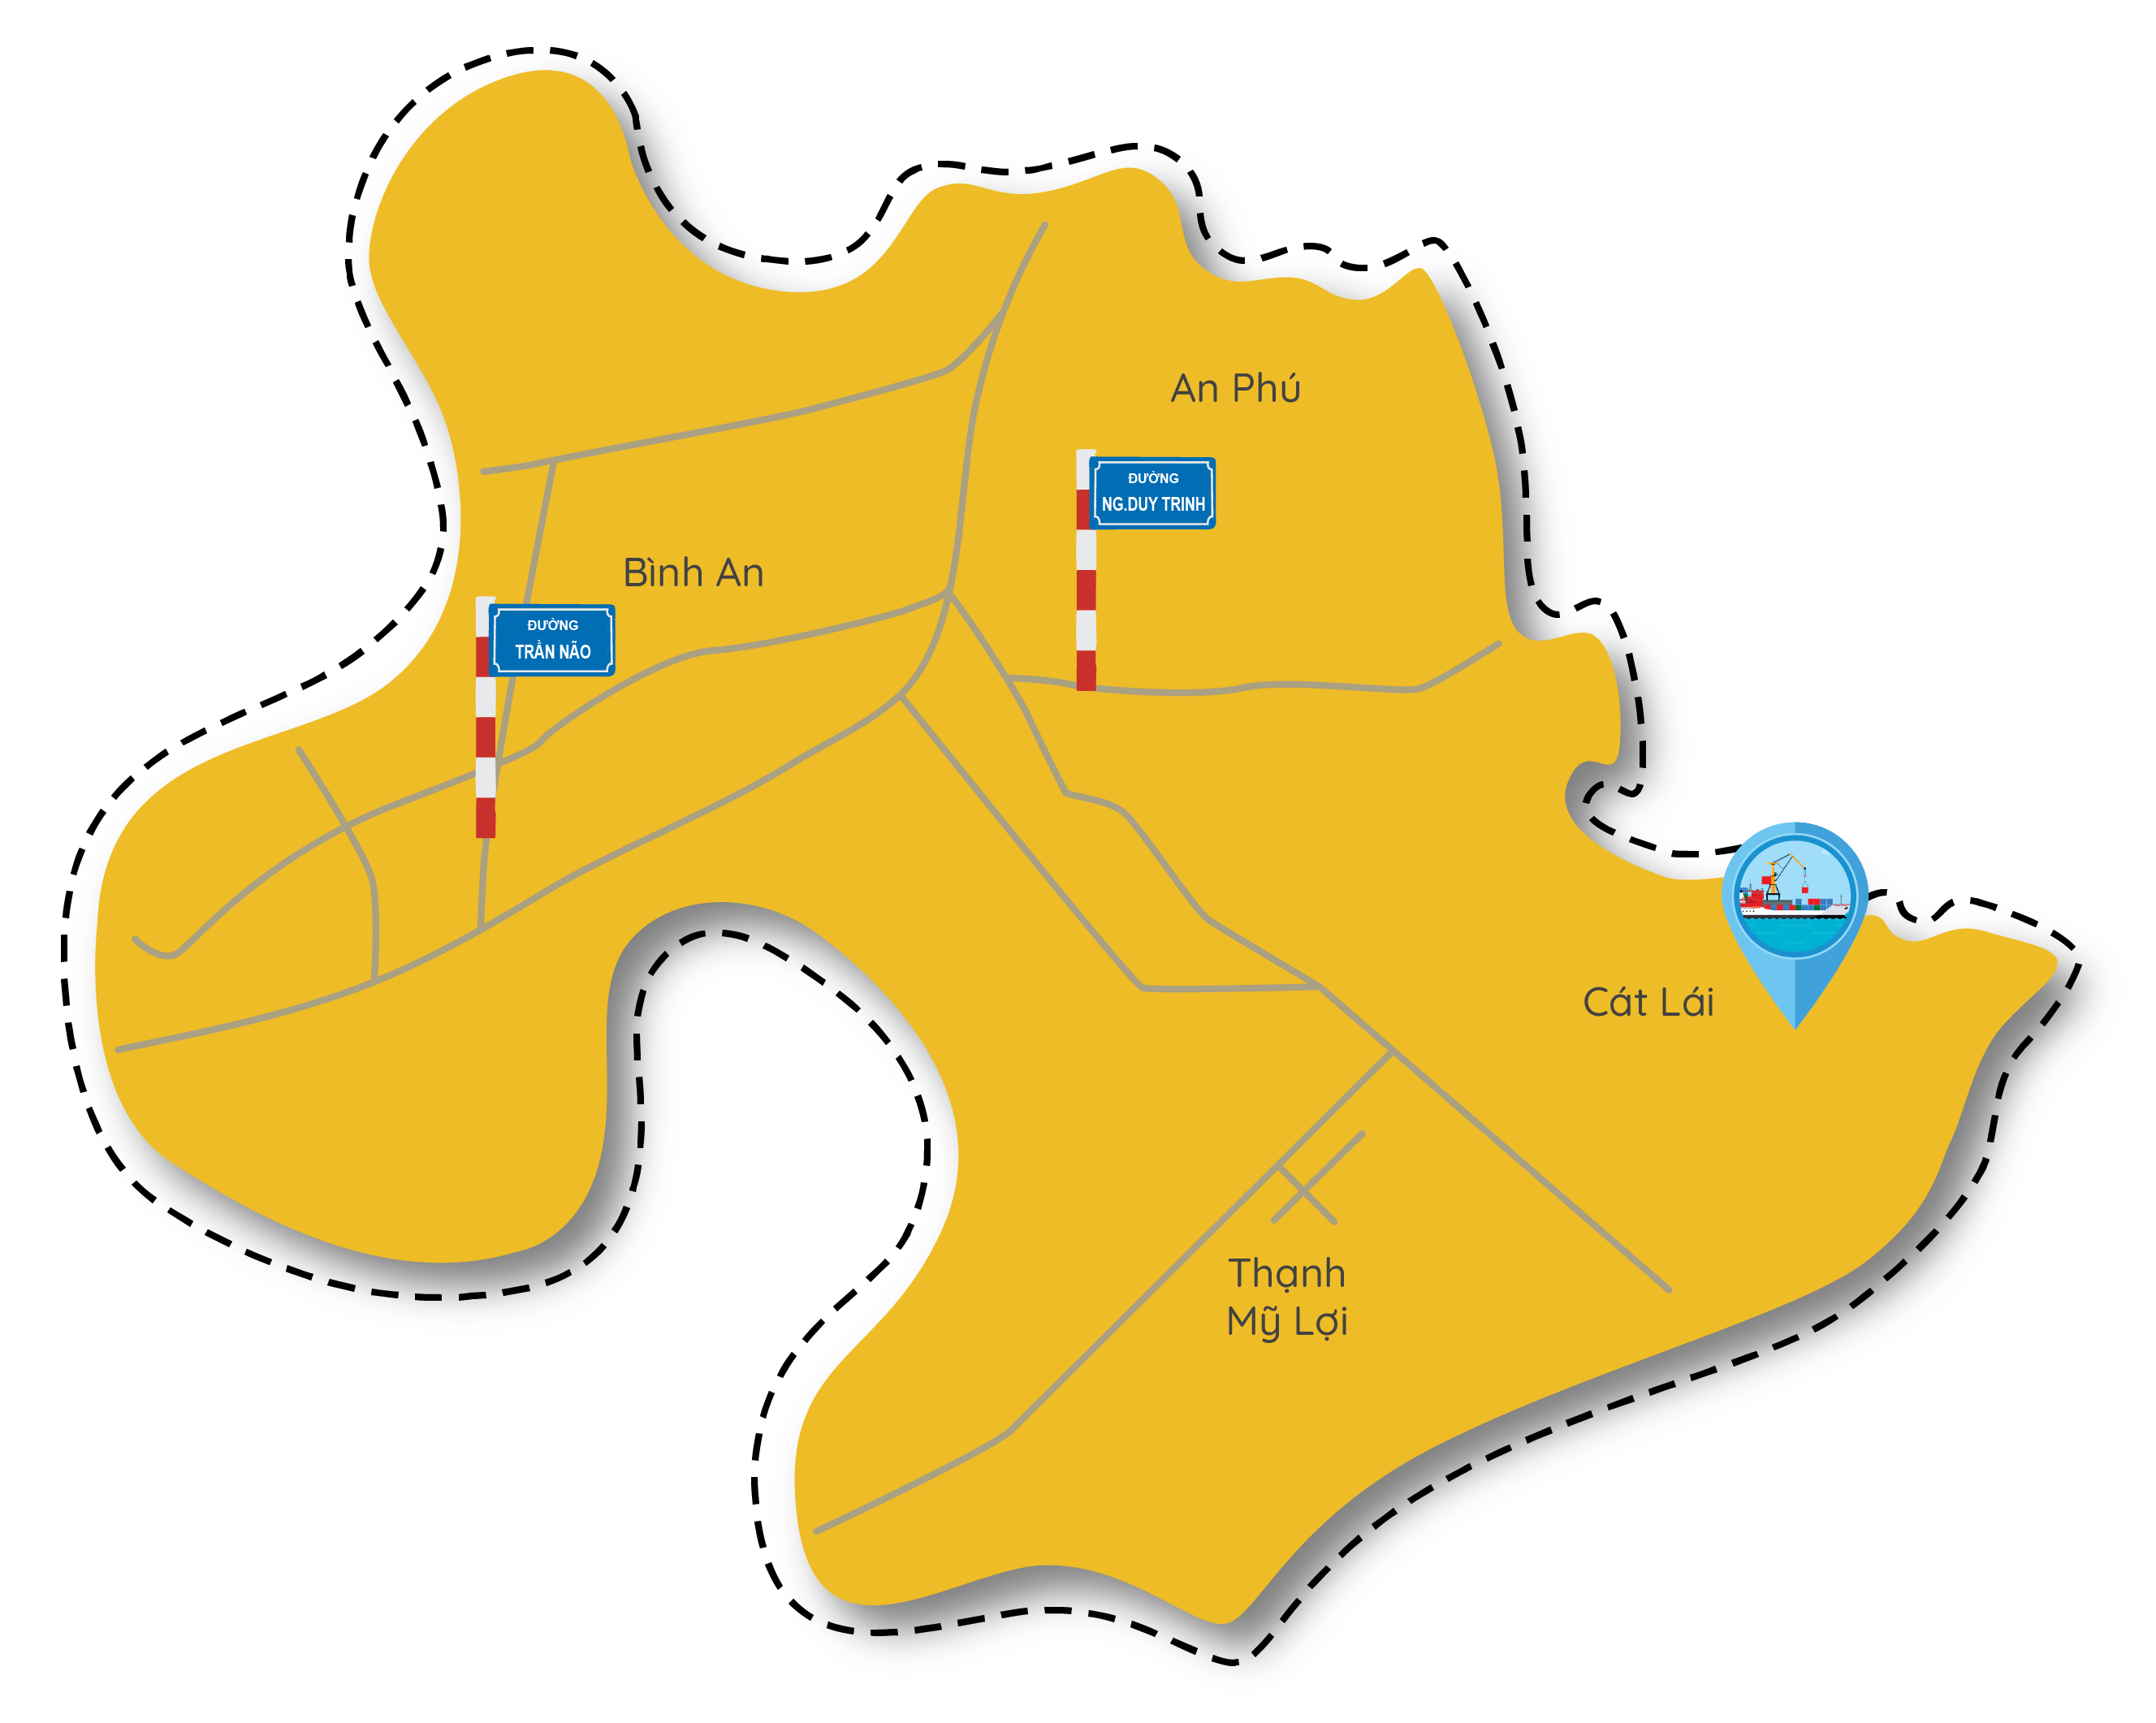 An Phú
ĐƯỜNG
NG.DUY TRINH
Bình An
ĐƯỜNG
TRẦN NÃO
Cát Lái
Thạnh
Mỹ Lợi